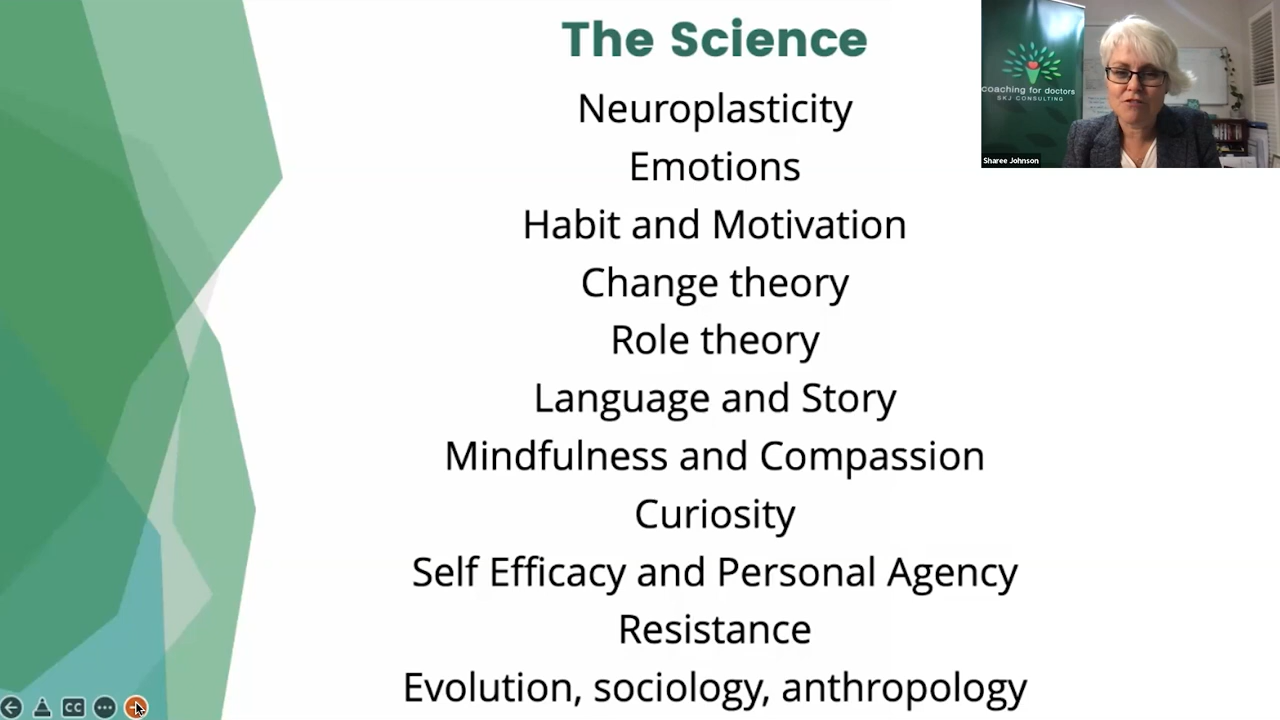 The Science
Neuroplasticity
Emotions
Habit and Motivation
Change theory
Role theory
Language and Story
Mindfulness and Compassion
Curiosity
Self Efficacy and Personal Agency
Resistance
Evolution, sociology, anthropology
coaching for doctors
SKJ CONSULTING
Sharee Johnson
CC